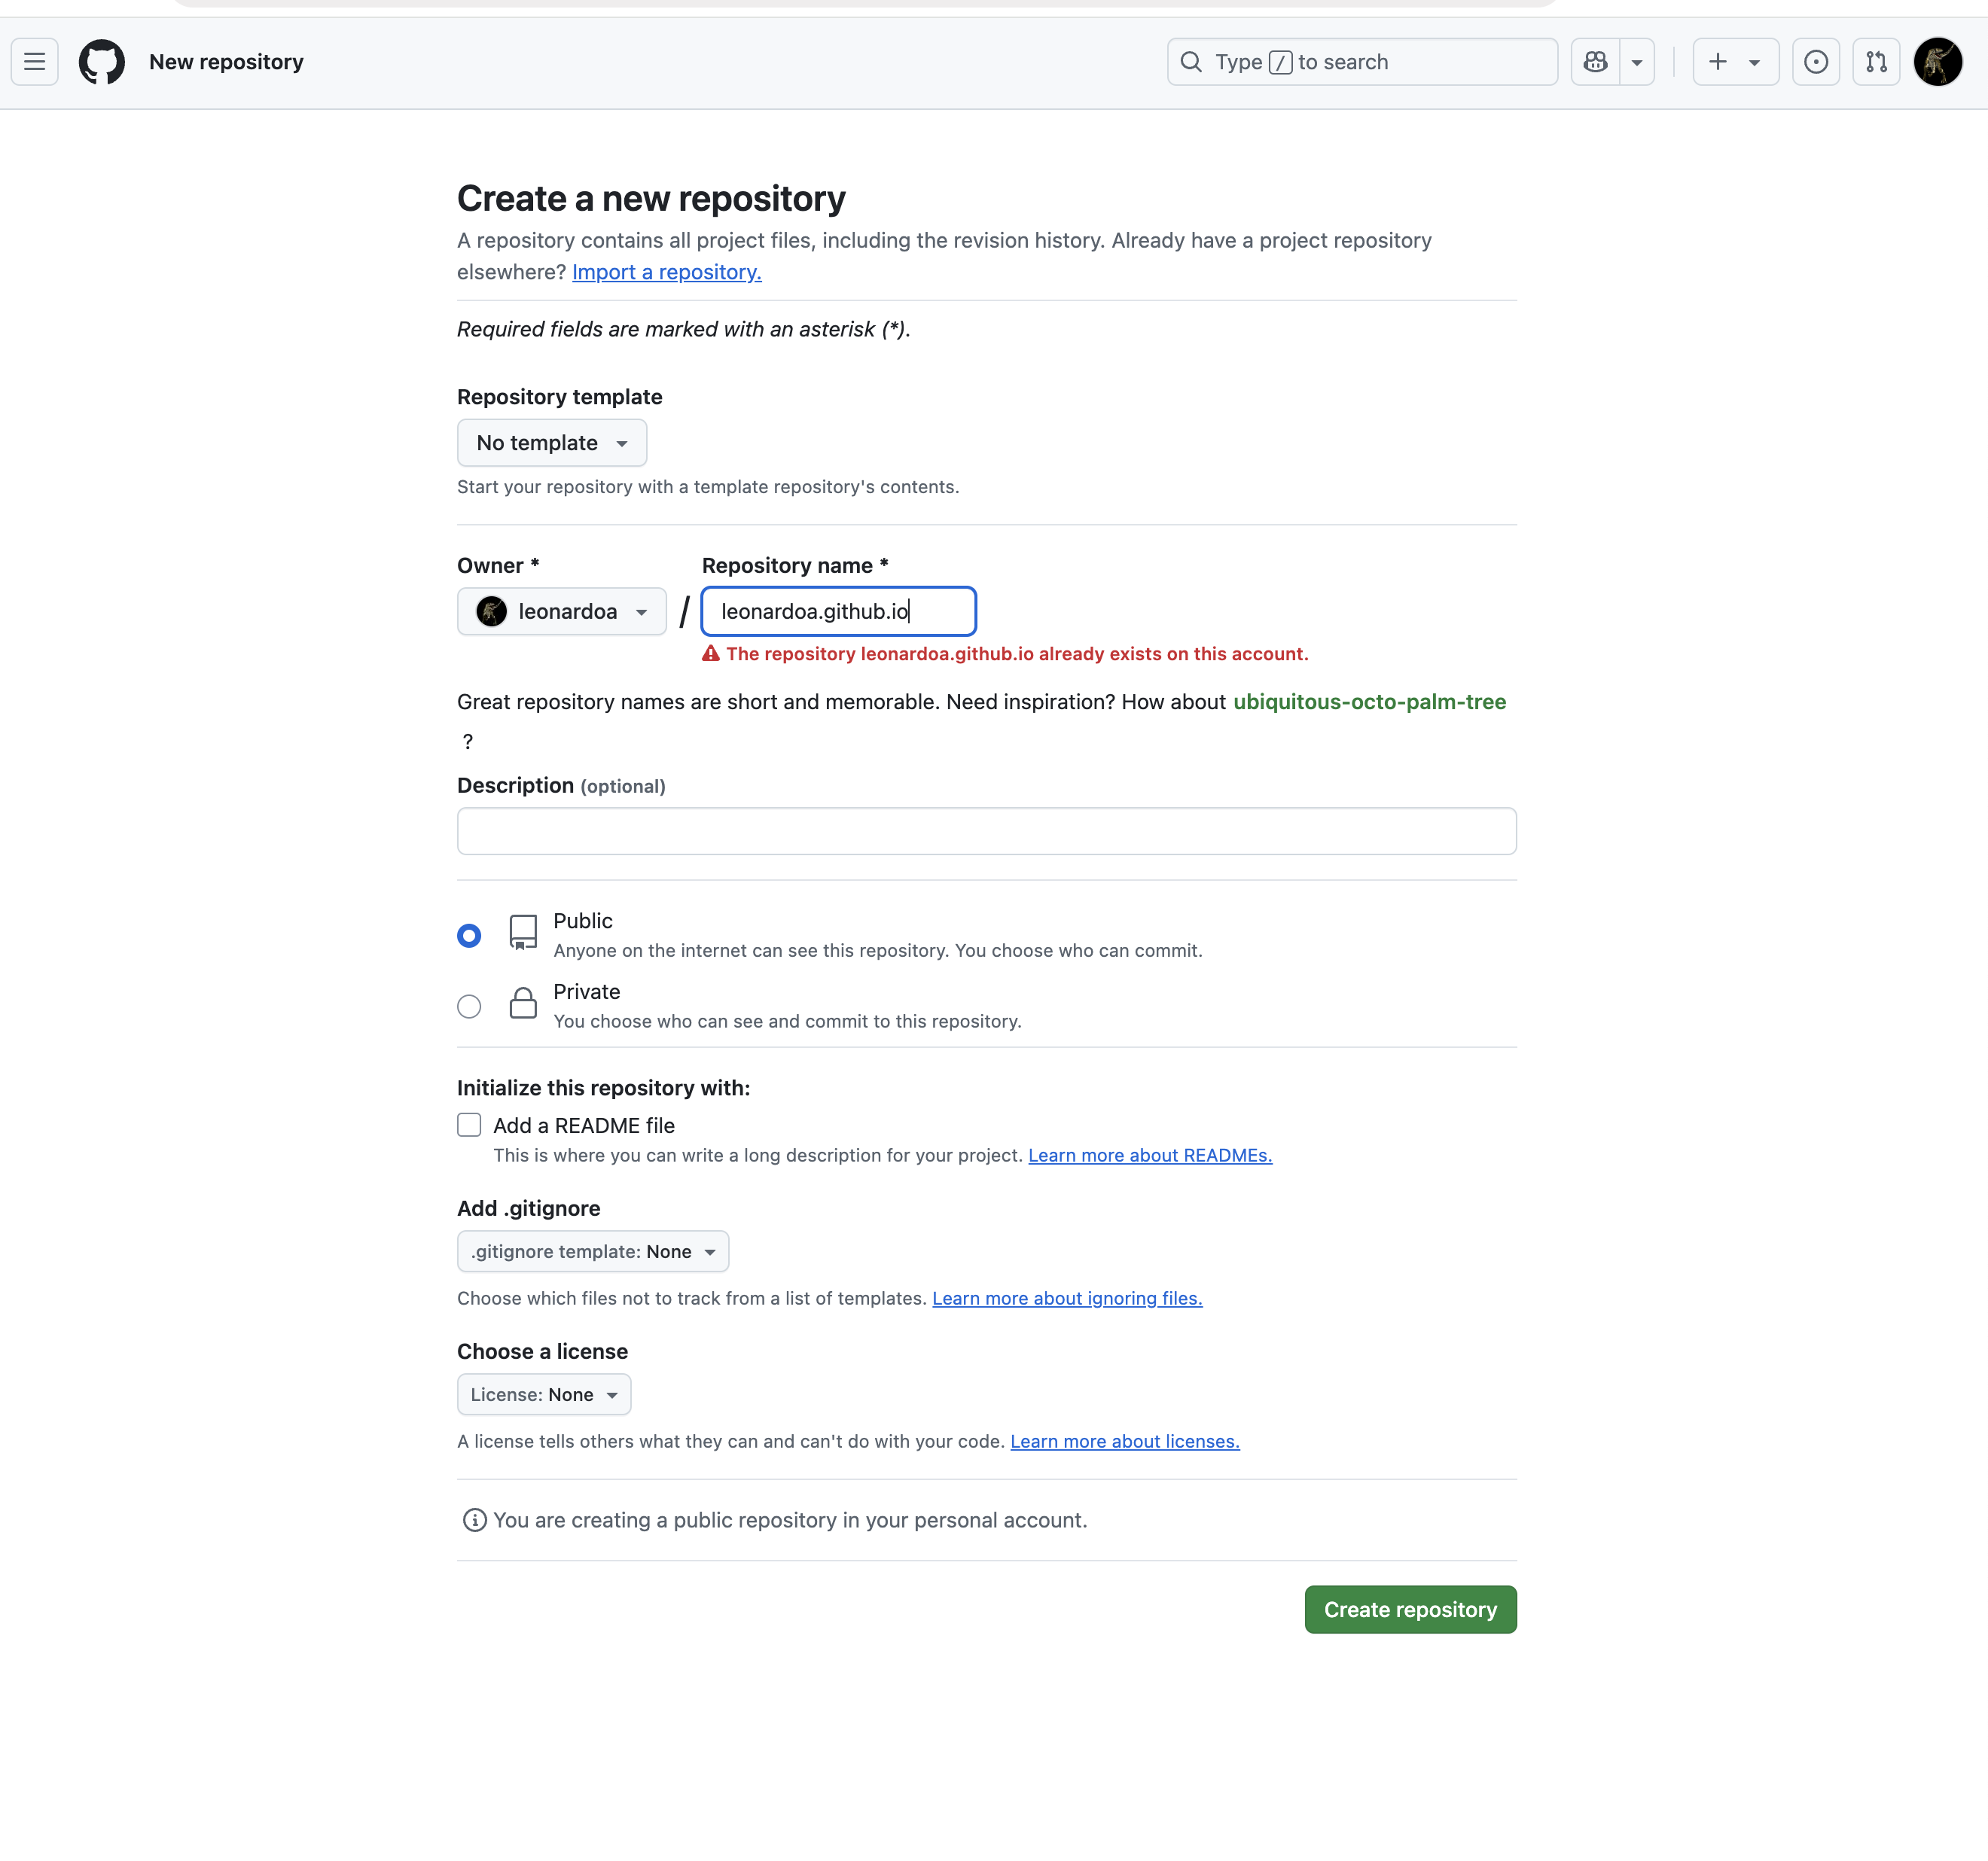 New repository
Type / to search
Create a new repository
A repository contains all project files, including the revision history. Already have a project repository
elsewhere? Import a repository.
Required fields are marked with an asterisk (*).
Repository template
No template
Start your repository with a template repository's contents.
Owner *
Repository name *
leonardoa
/
leonardoa.github.io
The repository leonardoa.github.io already exists on this account.
Great repository names are short and memorable. Need inspiration? How about ubiquitous-octo-palm-tree
?
Description (optional)
Public
Anyone on the internet can see this repository. You choose who can commit.
Private
You choose who can see and commit to this repository.
Initialize this repository with:
Add a README file
This is where you can write a long description for your project. Learn more about READMEs.
Add .gitignore
.gitignore template: None
Choose which files not to track from a list of templates. Learn more about ignoring files.
Choose a license
License: None
A license tells others what they can and can't do with your code. Learn more about licenses.
You are creating a public repository in your personal account.
Create repository